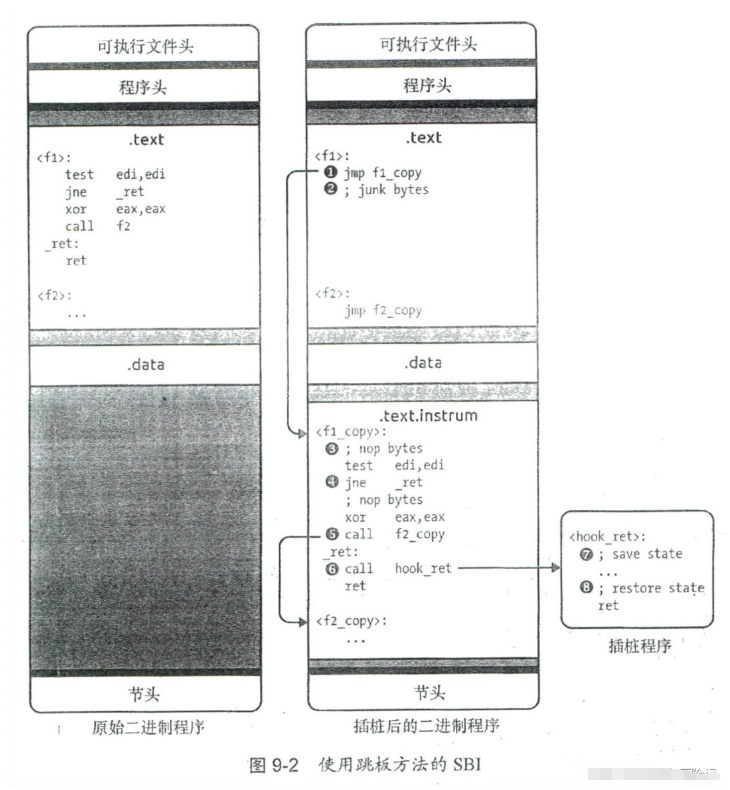 可执行文件头
程序头
.text
<f1>:
test edi,edi
jne _ret
xor eax,eax
call f2
_ret:
ret
<f2>:
...
.data
节头
原始二进制程序
可执行文件头
程序头
.text
<f1>:
❶ jmp f1_copy
❷ ; junk bytes
<f2>:
jmp f2_copy
.data
.text.instrum
<f1_copy>:
❸ ; nop bytes
test edi,edi
❹ jne _ret
; nop bytes
xor eax,eax
❺ call f2_copy
_ret:
❻ call hook_ret
ret
<f2_copy>:
...
节头
插桩后的二进制程序
<hook_ret>:
❼ ; save state
...
❽ ; restore state
ret
插桩程序
图 9-2 使用跳板方法的 SBI